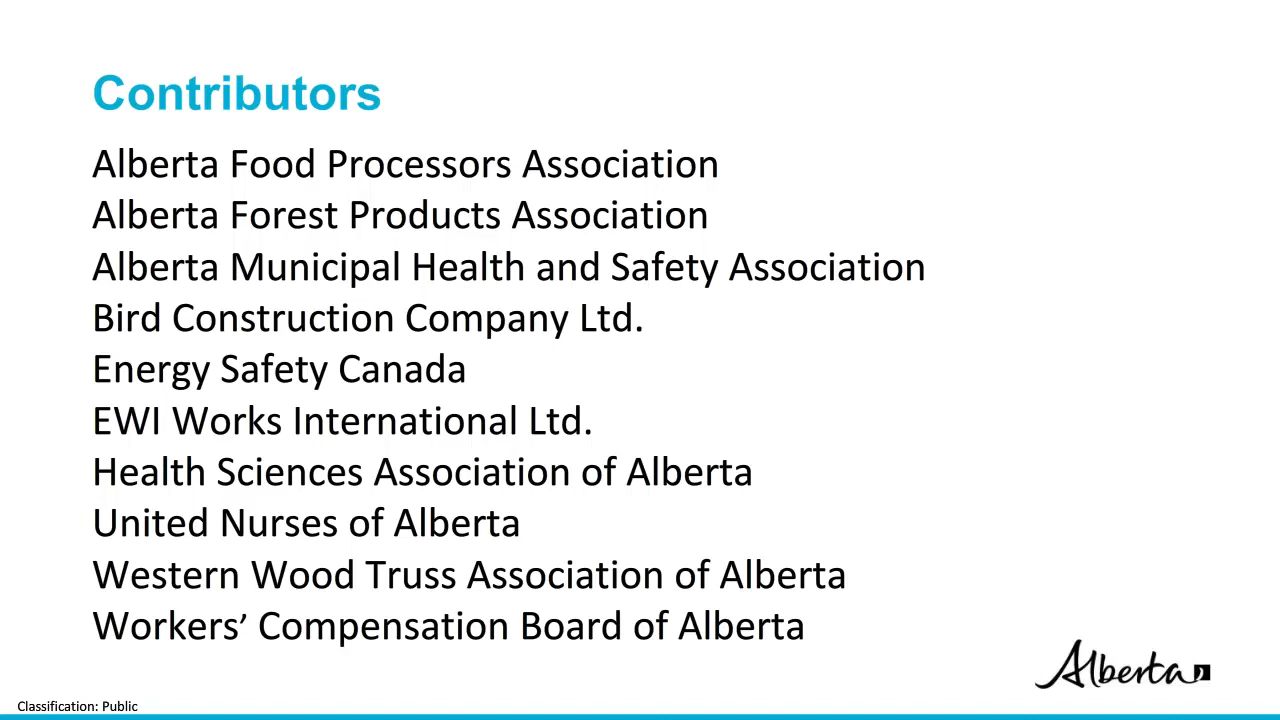 Contributors
Alberta Food Processors Association
Alberta Forest Products Association
Alberta Municipal Health and Safety Association
Bird Construction Company Ltd.
Energy Safety Canada
EWI Works International Ltd.
Health Sciences Association of Alberta
United Nurses of Alberta
Western Wood Truss Association of Alberta
Workers’ Compensation Board of Alberta
Alberta
Classification: Public